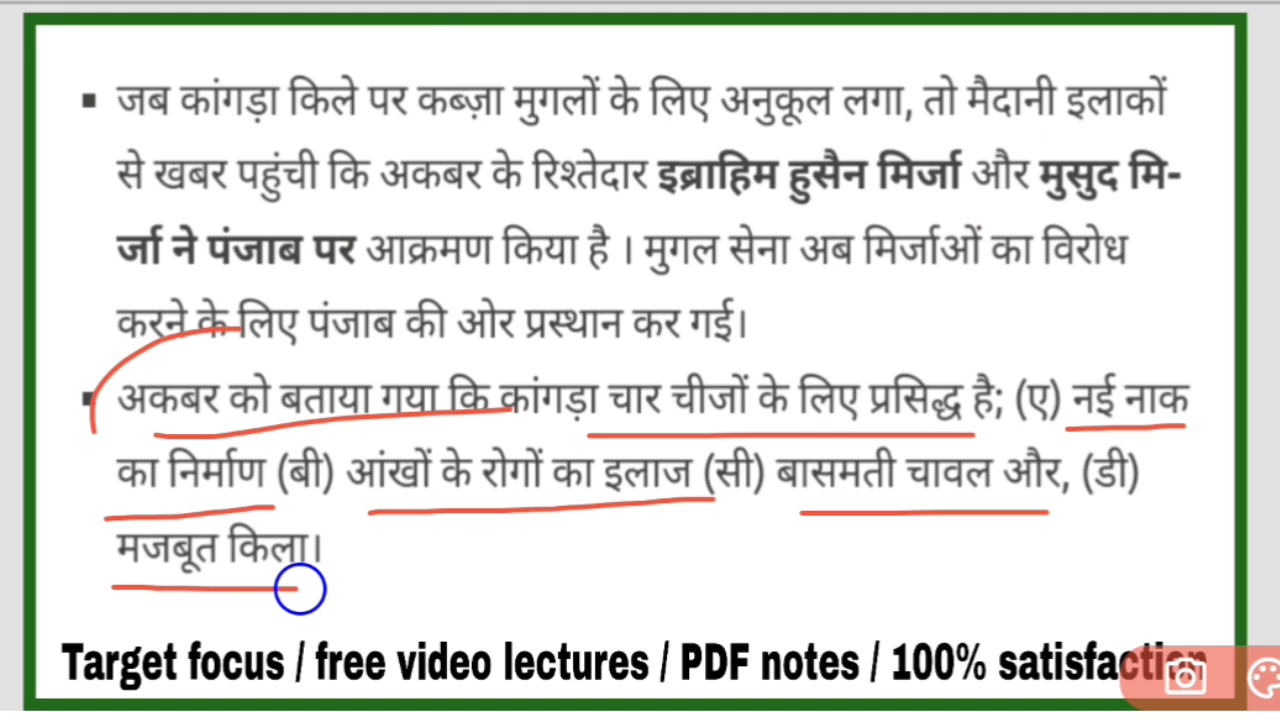 ▪ जब कांगड़ा किले पर कब्ज़ा मुगलों के लिए अनुकूल लगा, तो मैदानी इलाकों
से खबर पहुंची कि अकबर के रिश्तेदार इब्राहिम हुसैन मिर्जा और मुसुद मि-
र्जा ने पंजाब पर आक्रमण किया है । मुगल सेना अब मिर्जाओं का विरोध
करने के लिए पंजाब की ओर प्रस्थान कर गई।
▪ अकबर को बताया गया कि कांगड़ा चार चीजों के लिए प्रसिद्ध है; (ए) नई नाक
का निर्माण (बी) आंखों के रोगों का इलाज (सी) बासमती चावल और, (डी)
मजबूत किला।
Target focus / free video lectures / PDF notes / 100% satisfaction